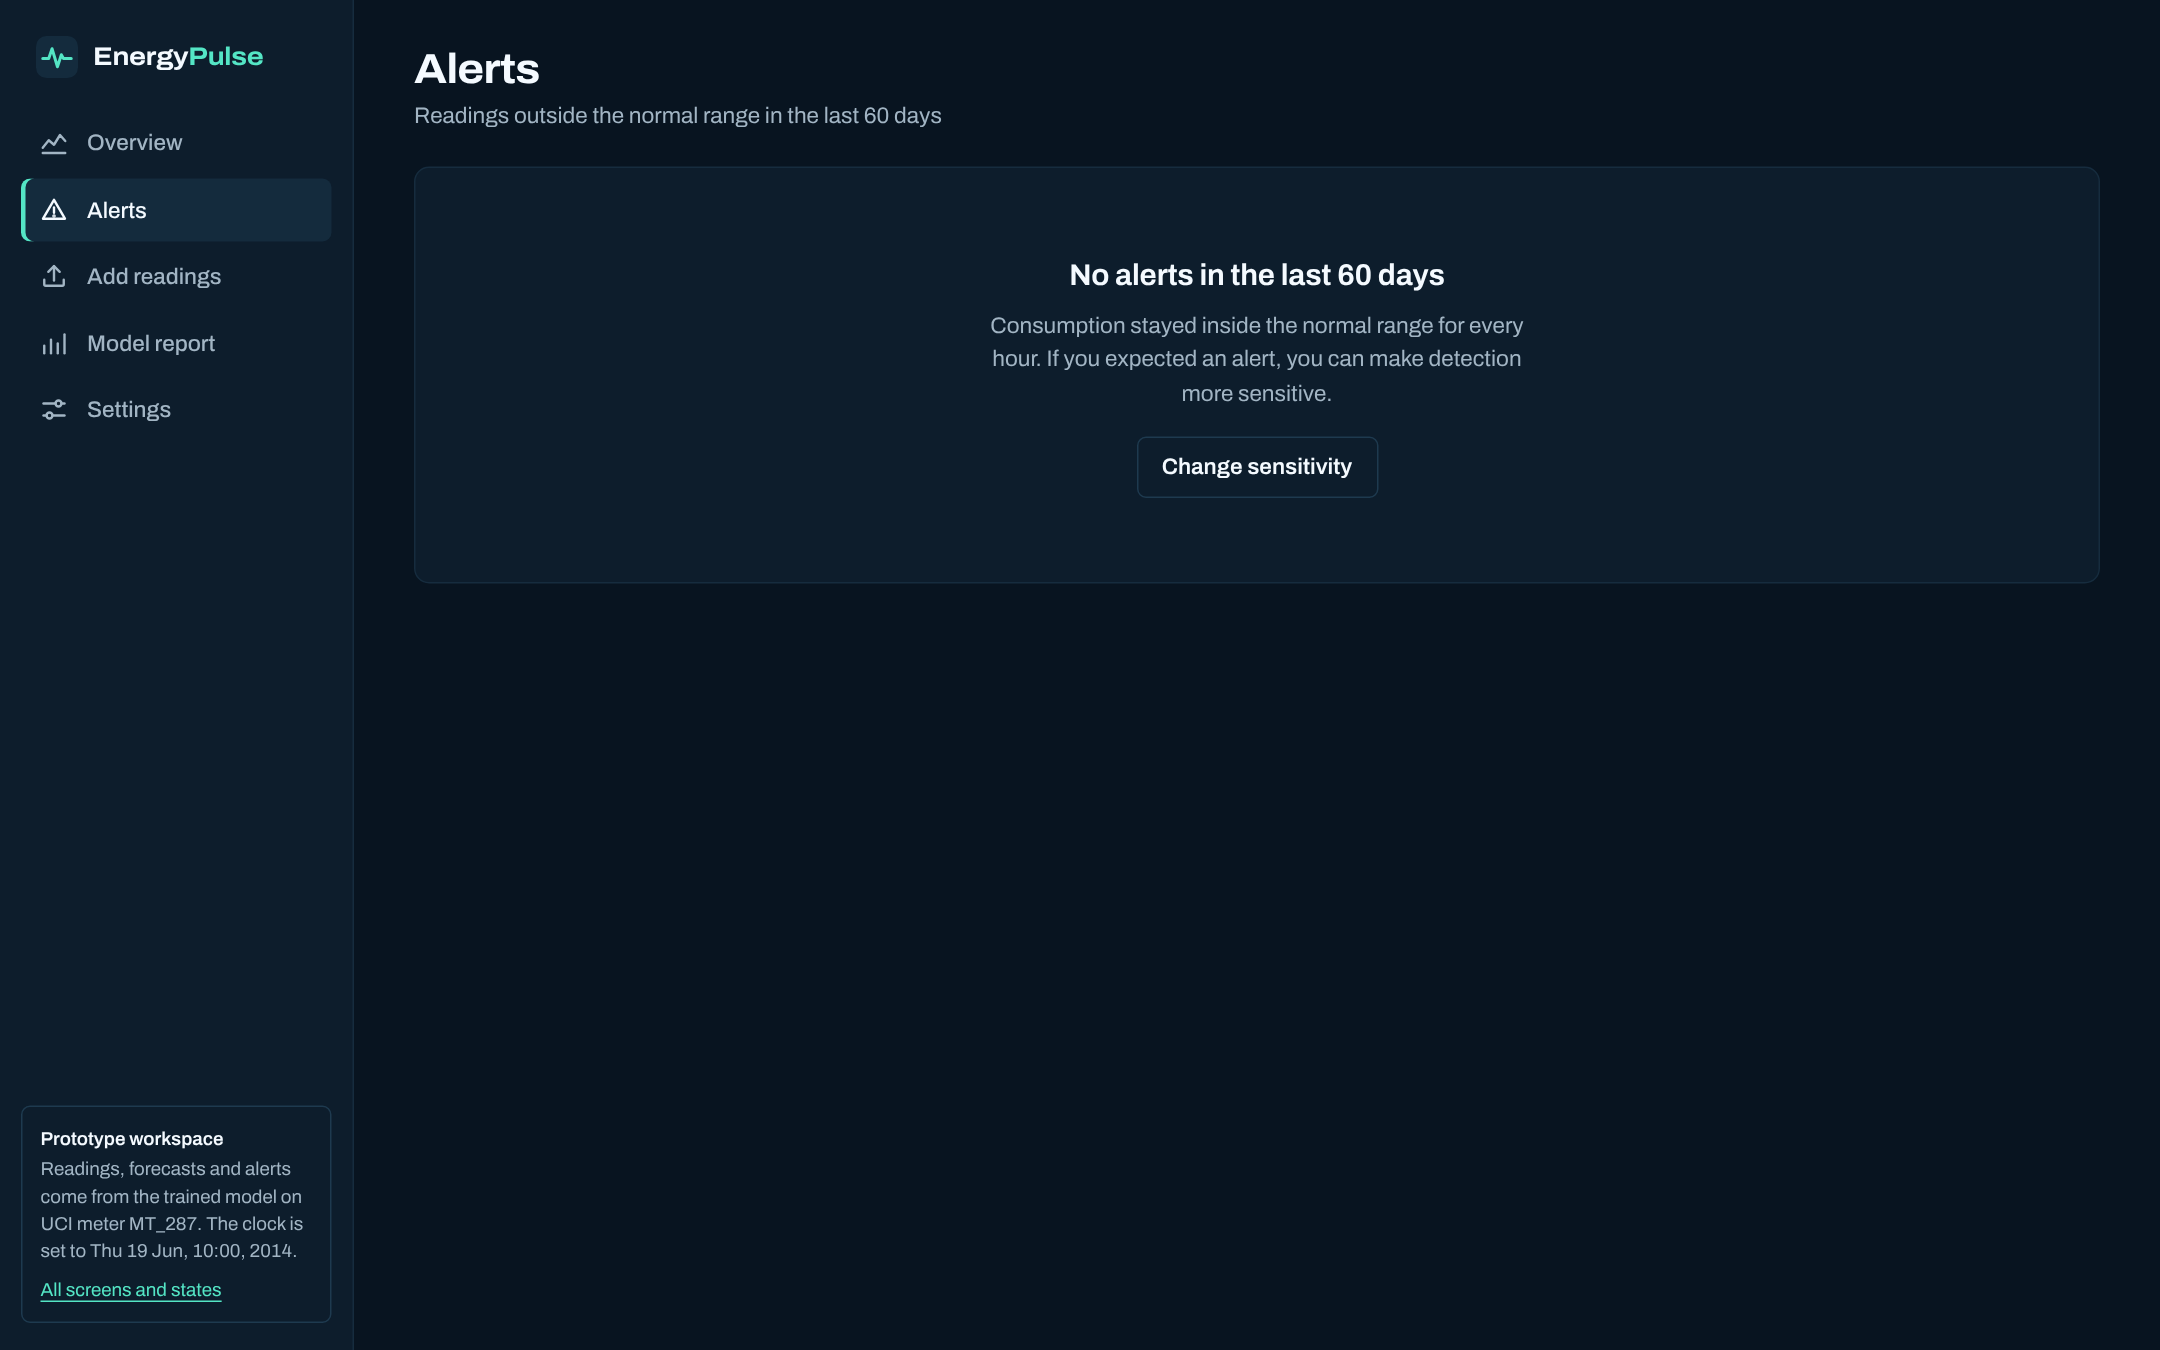 EnergyPulse
Overview
Alerts
Add readings
Model report
Settings
Prototype workspace
Readings, forecasts and alerts
come from the trained model on
UCI meter MT_287. The clock is
set to Thu 19 Jun, 10:00, 2014.
All screens and states
Alerts
Readings outside the normal range in the last 60 days
No alerts in the last 60 days
Consumption stayed inside the normal range for every
hour. If you expected an alert, you can make detection
more sensitive.
Change sensitivity